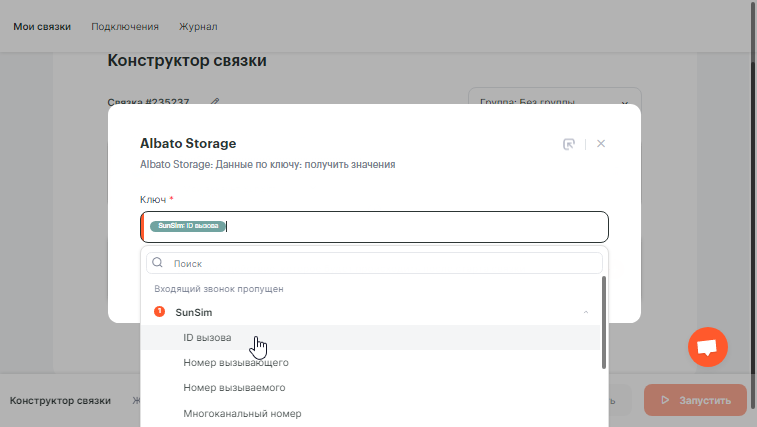 Мои связки Подключения Журнал
Конструктор связки
Связка #235237 Группа: Без группы
Albato Storage
Albato Storage: Данные по ключу: получить значения
Ключ *
SunSim: ID вызова
Поиск
Входящий звонок пропущен
1 SunSim
ID вызова
Номер вызывающего
Номер вызываемого
Многоканальный номер
Конструктор связки Запустить